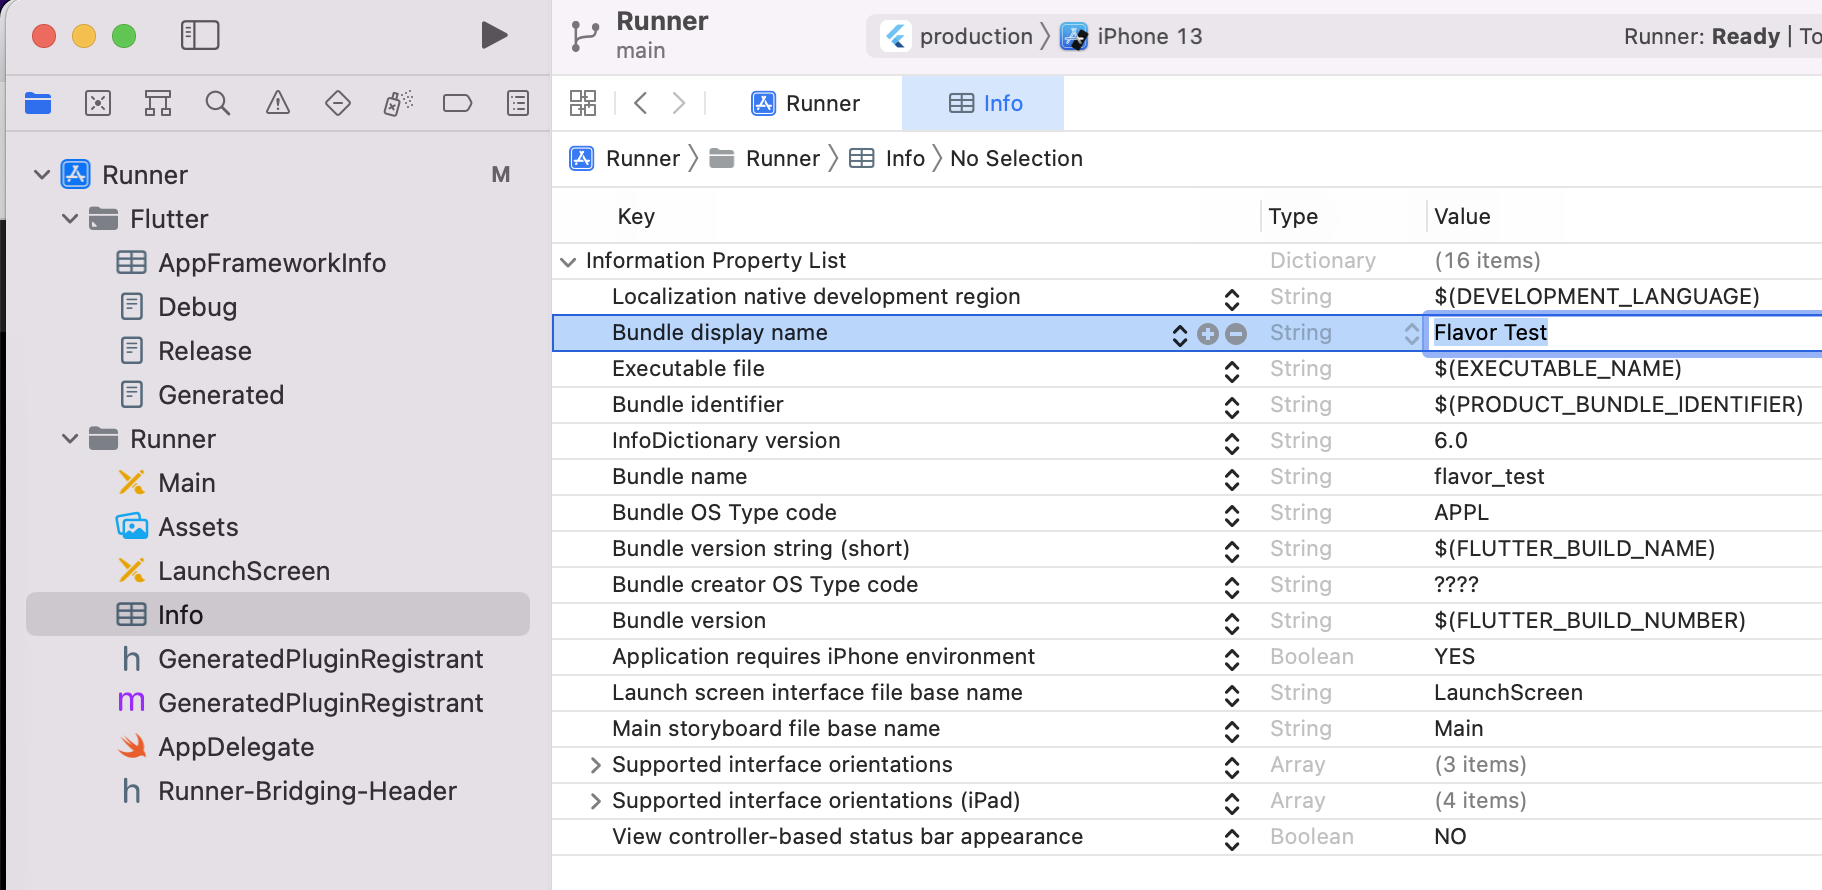 Runner
main
production
iPhone 13
Runner: Ready | To
Runner
Info
Runner
M
Flutter
AppFrameworkInfo
Debug
Release
Generated
Runner
Main
Assets
LaunchScreen
Info
h GeneratedPluginRegistrant
m GeneratedPluginRegistrant
AppDelegate
h Runner-Bridging-Header
Runner Runner Info No Selection
Key Type Value
Information Property List Dictionary (16 items)
Localization native development region String $(DEVELOPMENT_LANGUAGE)
Bundle display name String Flavor Test
Executable file String $(EXECUTABLE_NAME)
Bundle identifier String $(PRODUCT_BUNDLE_IDENTIFIER)
InfoDictionary version String 6.0
Bundle name String flavor_test
Bundle OS Type code String APPL
Bundle version string (short) String $(FLUTTER_BUILD_NAME)
Bundle creator OS Type code String ????
Bundle version String $(FLUTTER_BUILD_NUMBER)
Application requires iPhone environment Boolean YES
Launch screen interface file base name String LaunchScreen
Main storyboard file base name String Main
Supported interface orientations Array (3 items)
Supported interface orientations (iPad) Array (4 items)
View controller-based status bar appearance Boolean NO